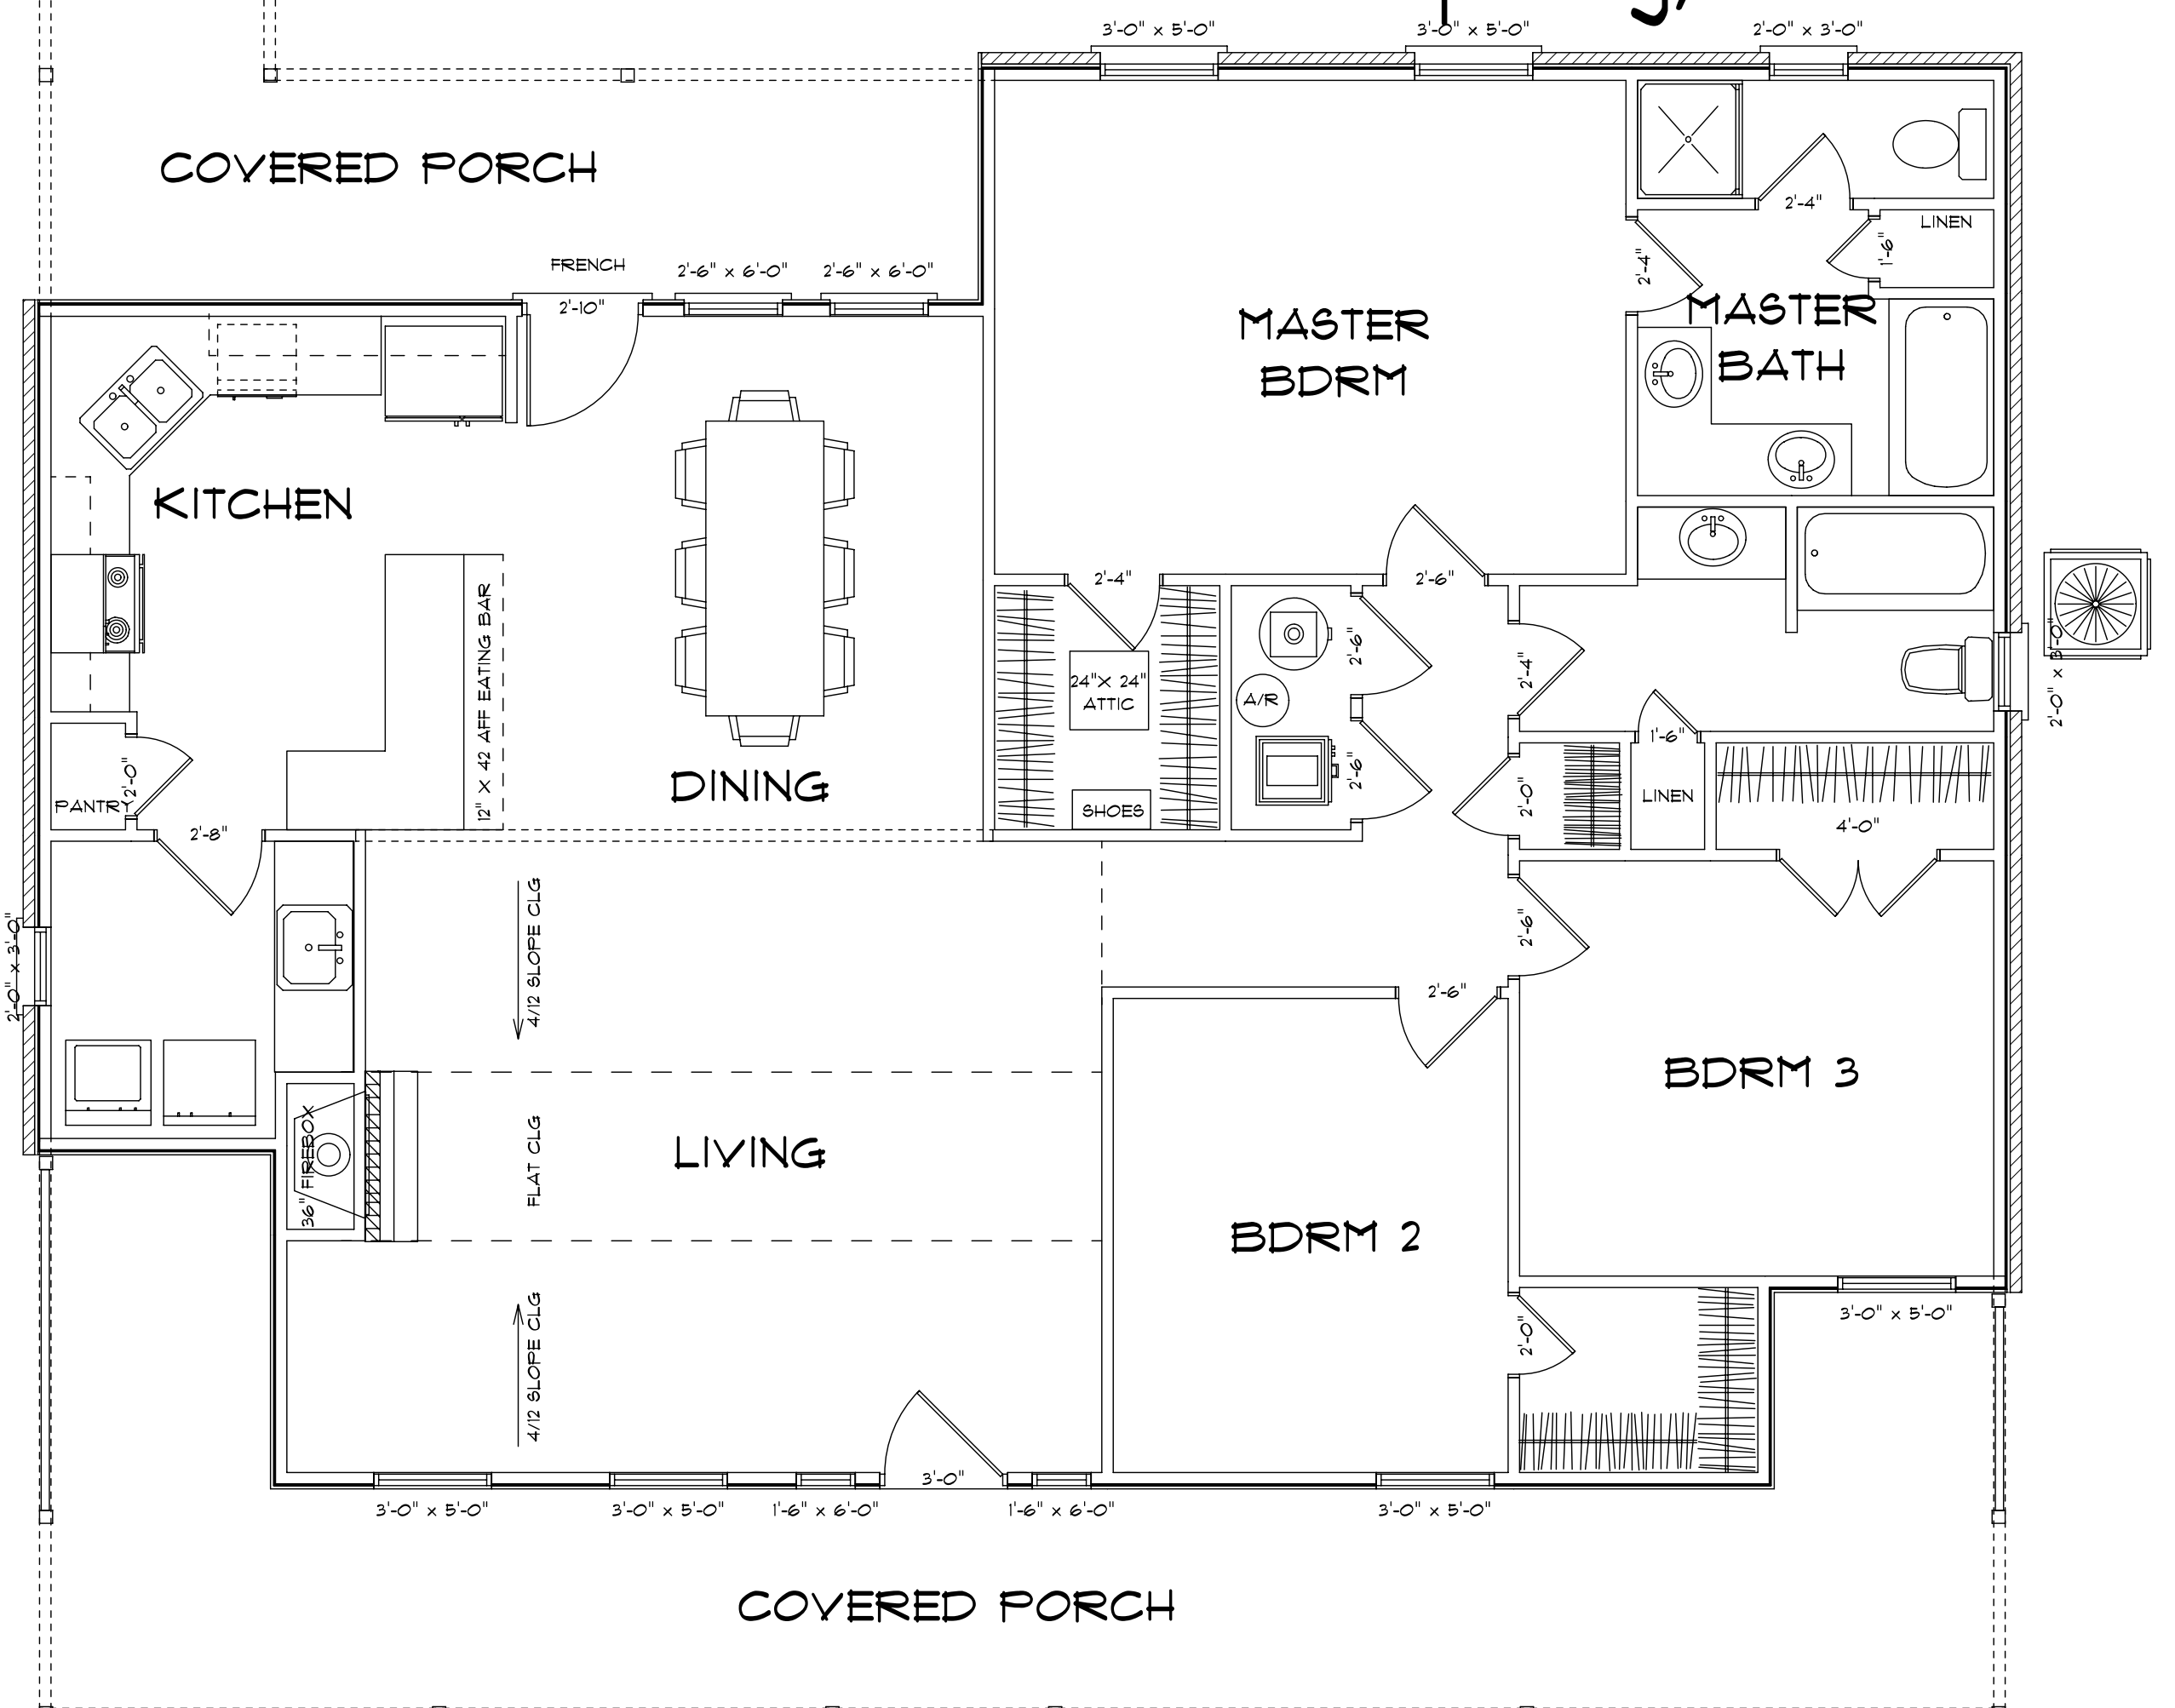 3'-0" x 5'-0"
3'-0" x 5'-0"
2'-0" x 3'-0"
COVERED PORCH
2'-4"
LINEN
1'-6"
2'-4"
FRENCH
2'-10"
2'-6" x 6'-0"
2'-6" x 6'-0"
MASTER
BDRM
MASTER
BATH
KITCHEN
12" X 42 AFF EATING BAR
2'-4"
2'-6"
2'-6"
2'-4"
2'-0" x 3'-0"
24"X 24"
ATTIC
A/R
1'-6"
2'-6"
2'-0"
PANTRY
2'-0"
DINING
SHOES
LINEN
4'-0"
2'-8"
2'-0" x 3'-0"
4/12 SLOPE CLG
2'-6"
2'-6"
BDRM 3
36" FIREBOX
FLAT CLG
LIVING
BDRM 2
4/12 SLOPE CLG
2'-0"
3'-0" x 5'-0"
3'-0"
3'-0" x 5'-0"
3'-0" x 5'-0"
1'-6" x 6'-0"
1'-6" x 6'-0"
3'-0" x 5'-0"
COVERED PORCH